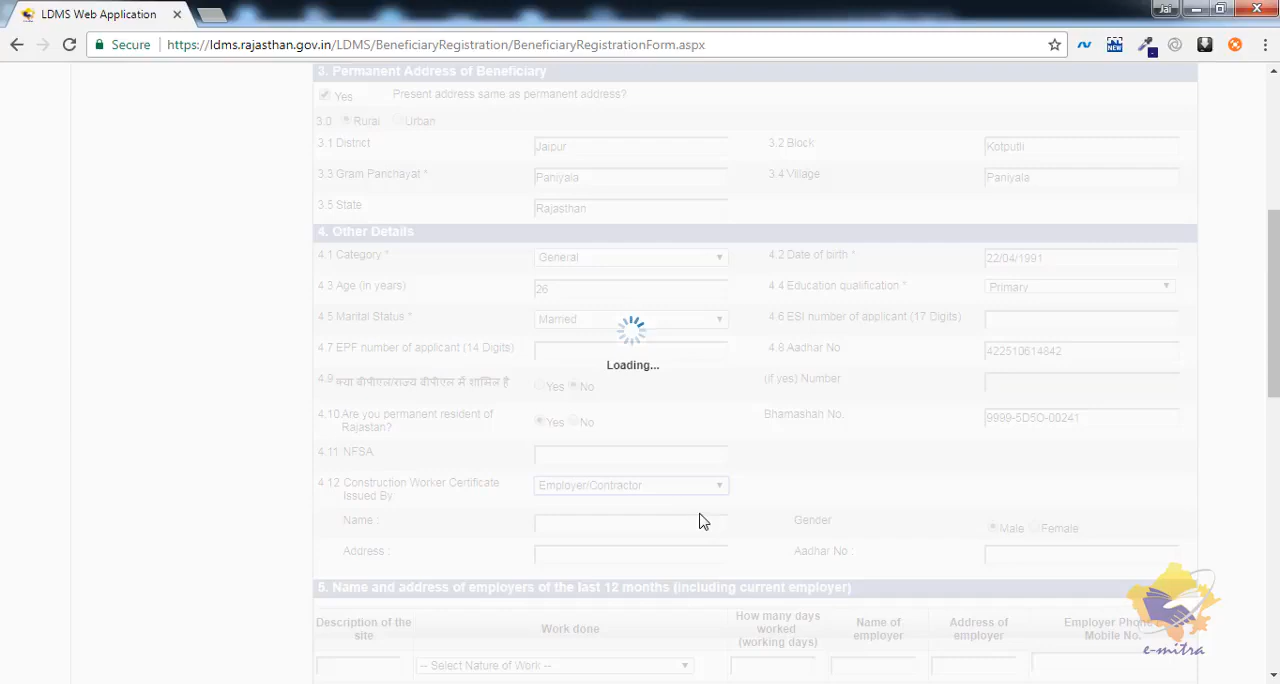 LDMS Web Application
Jai
Secure
https://ldms.rajasthan.gov.in/LDMS/BeneficiaryRegistration/BeneficiaryRegistrationForm.aspx
NEW
3. Permanent Address of Beneficiary
Yes Present address same as permanent address?
3.0 Rural Urban
3.1 District Jaipur 3.2 Block Kotputli
3.3 Gram Panchayat * Paniyala 3.4 Village Paniyala
3.5 State Rajasthan
4. Other Details
4.1 Category * General 4.2 Date of birth * 22/04/1991
4.3 Age (in years) 26 4.4 Education qualification * Primary
4.5 Marital Status * Married 4.6 ESI number of applicant (17 Digits)
4.7 EPF number of applicant (14 Digits) 4.8 Aadhar No 422510614842
4.9 क्या बीपीएल/राज्य बीपीएल में शामिल है Yes No (if yes) Number
Loading...
4.10 Are you permanent resident of Rajastan? Yes No Bhamashah No. 9999-5D5O-00241
4.11 NFSA
4.12 Construction Worker Certificate Issued By: Employer/Contractor
Name : Gender Male Female
Address : Aadhar No :
5. Name and address of employers of the last 12 months (including current employer)
Description of the site Work done How many days worked (working days) Name of employer Address of employer Employer Mobile No.
-- Select Nature of Work --
e-mitra